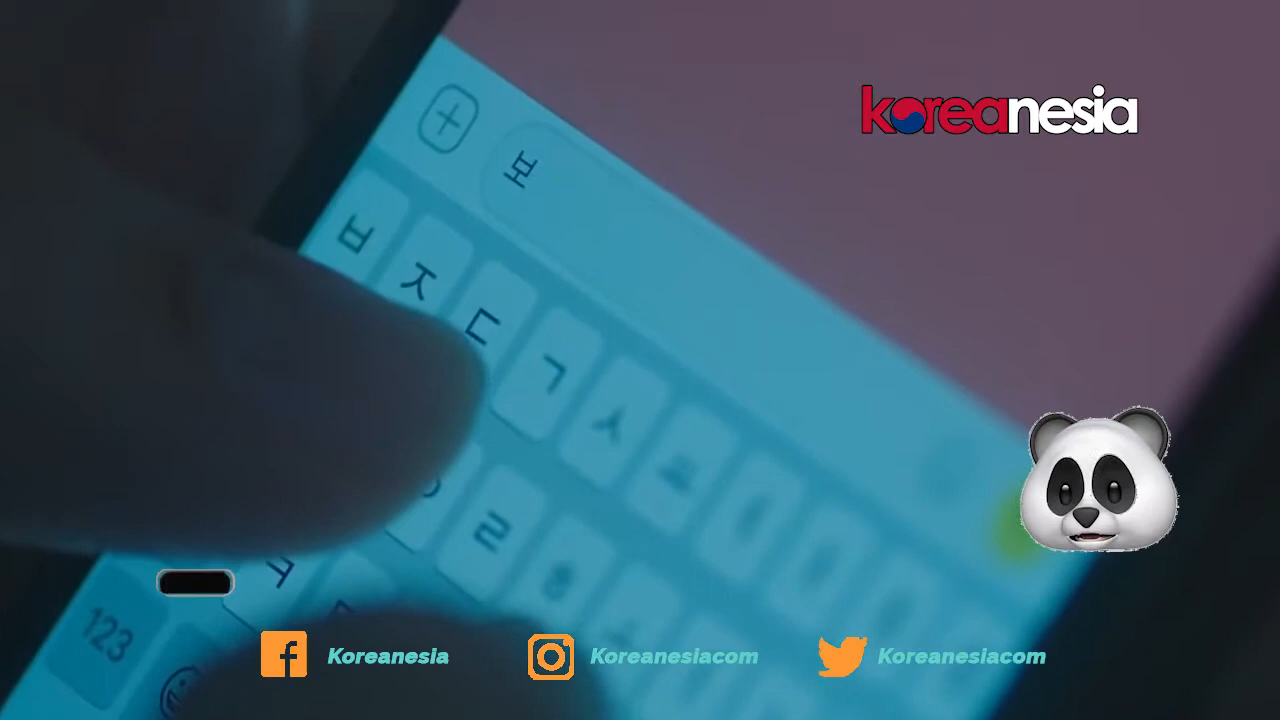 koreanesia
보
ㅂ ㅈ ㄷ ㄱ ㅅ
ㄹ ㅎ
ㅋ
123
Koreanesia
Koreanesiacom
Koreanesiacom